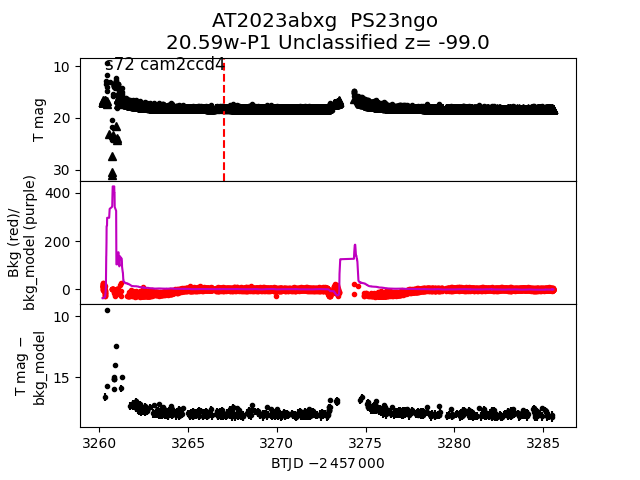 AT2023abxg  PS23ngo
20.59w-P1 Unclassified z= -99.0
s72 cam2ccd4
10
20
30
T mag
400
200
0
Bkg (red)/
bkg_model (purple)
10
15
T mag −
bkg_model
3260
3265
3270
3275
3280
3285
BTJD −2 457 000